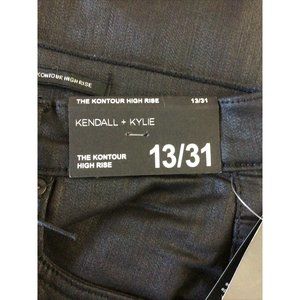 KONTOUR HIGH RISE
THE KONTOUR HIGH RISE 13/31
KENDALL + KYLIE
THE KONTOUR
HIGH RISE
13/31